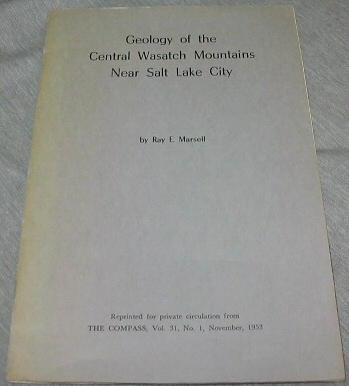 Geology of the
Central Wasatch Mountains
Near Salt Lake City
by Ray E. Marsell
Reprinted for private circulation from
THE COMPASS, Vol. 31, No. 1, November, 1953